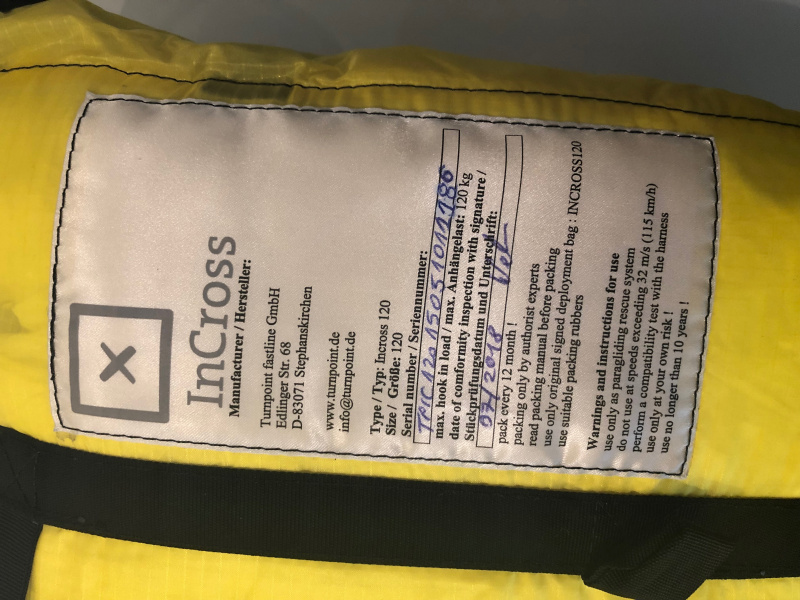 InCross
Manufacturer / Hersteller:
Turnpoint fastline GmbH
Edlinger Str. 68
D-83071 Stephanskirchen
www.turnpoint.de
info@turnpoint.de
Type / Typ: Incross 120
Size / Größe: 120
Serial number / Seriennummer:
TPIC120 15051011186
max. hook in load / max. Anhängelast: 120 kg
date of conformity inspection with signature /
Stückprüfungsdatum und Unterschrift:
07/2018
pack every 12 month !
packing only by authorist experts
read packing manual before packing
use only original signed deployment bag : INCROSS120
use suitable packing rubbers
Warnings and instructions for use
use only as paragliding rescue system
do not use at speeds exceeding 32 m/s (115 km/h)
perform a compatibility test with the harness
use only at your own risk !
use no longer than 10 years !